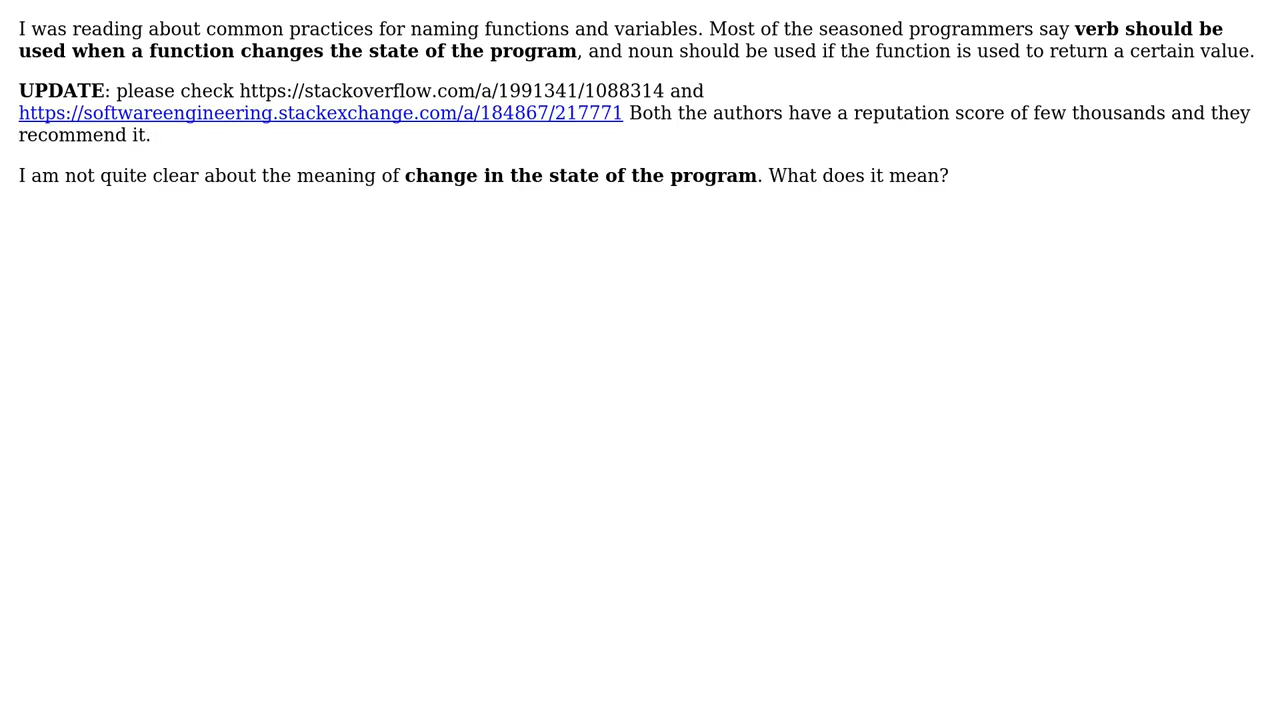 I was reading about common practices for naming functions and variables. Most of the seasoned programmers say verb should be
used when a function changes the state of the program, and noun should be used if the function is used to return a certain value.
UPDATE: please check https://stackoverflow.com/a/1991341/1088314 and
https://softwareengineering.stackexchange.com/a/184867/217771 Both the authors have a reputation score of few thousands and they
recommend it.
I am not quite clear about the meaning of change in the state of the program. What does it mean?